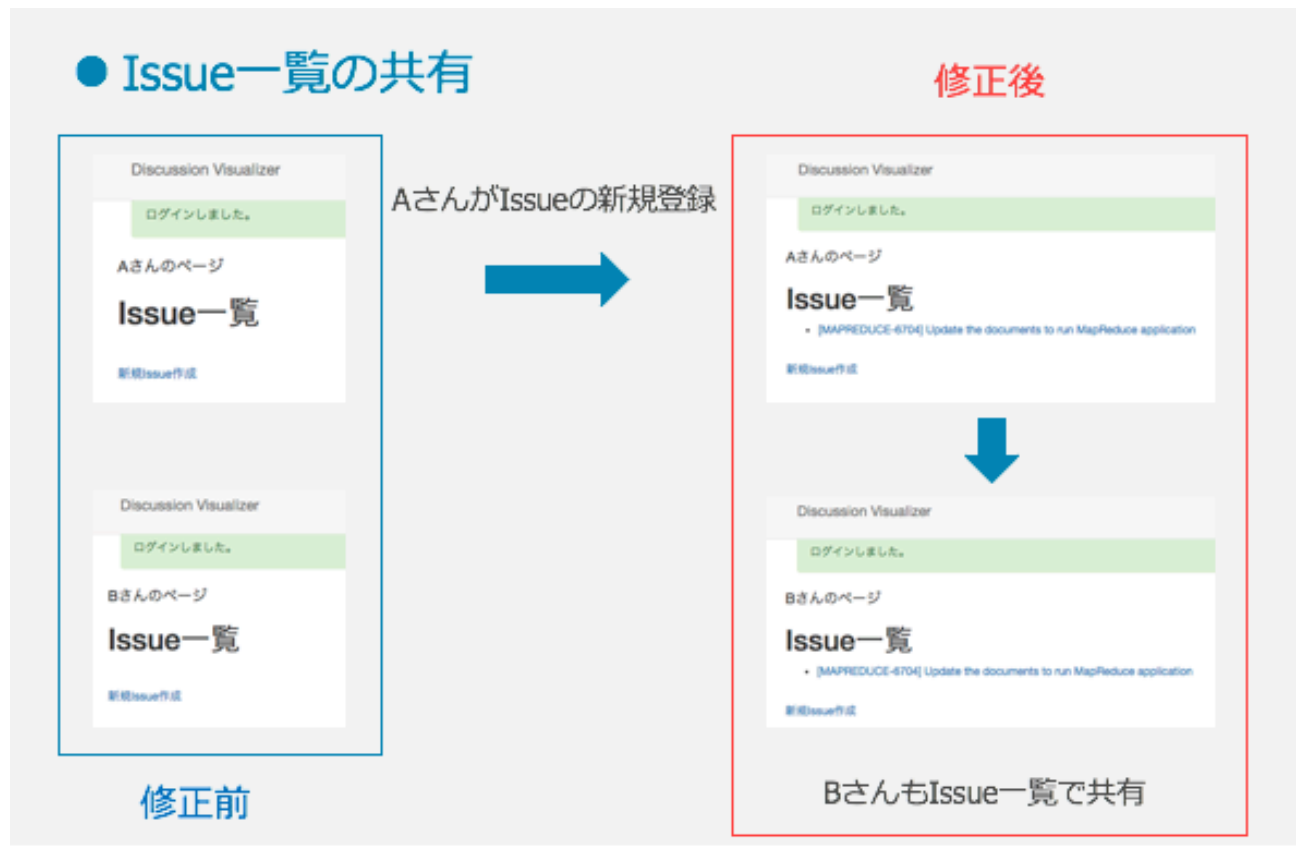 ● Issue一覧の共有
修正後
Discussion Visualizer
ログインしました。
Aさんのページ
Issue一覧
新規Issue作成
Discussion Visualizer
ログインしました。
Bさんのページ
Issue一覧
新規Issue作成
修正前
AさんがIssueの新規登録
Discussion Visualizer
ログインしました。
Aさんのページ
Issue一覧
• [MAPREDUCE-6704] Update the documents to run MapReduce application
新規Issue作成
Discussion Visualizer
ログインしました。
Bさんのページ
Issue一覧
• [MAPREDUCE-6704] Update the documents to run MapReduce application
新規Issue作成
BさんもIssue一覧で共有